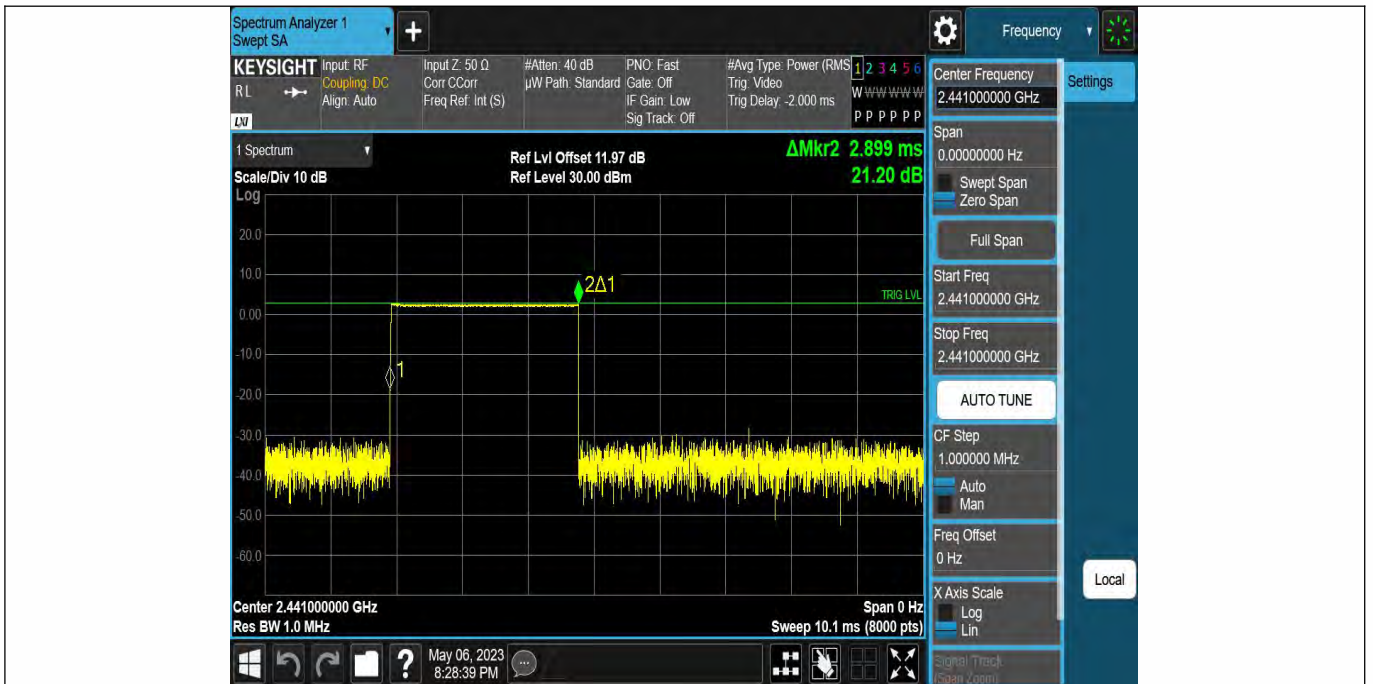 Spectrum Analyzer 1
Swept SA
+
Frequency
KEYSIGHT
RL
LXI
Input: RF
Coupling: DC
Align: Auto
Input Z: 50 Ω
Corr CCorr
Freq Ref: Int (S)
#Atten: 40 dB
µW Path: Standard
PNO: Fast
Gate: Off
IF Gain: Low
Sig Track: Off
#Avg Type: Power (RMS
Trig: Video
Trig Delay: -2.000 ms
1 2 3 4 5 6
W W W W W W
P P P P P P
1 Spectrum
Scale/Div 10 dB
Log
Ref Lvl Offset 11.97 dB
Ref Level 30.00 dBm
ΔMkr2 2.899 ms
21.20 dB
20.0
10.0
0.00
-10.0
-20.0
-30.0
-40.0
-50.0
-60.0
2Δ1
1
TRIG LVL
Center 2.441000000 GHz
Res BW 1.0 MHz
Span 0 Hz
Sweep 10.1 ms (8000 pts)
?
May 06, 2023
8:28:39 PM
Center Frequency
2.441000000 GHz
Settings
Span
0.00000000 Hz
Swept Span
Zero Span
Full Span
Start Freq
2.441000000 GHz
Stop Freq
2.441000000 GHz
AUTO TUNE
CF Step
1.000000 MHz
Auto
Man
Freq Offset
0 Hz
X Axis Scale
Log
Lin
Local
Signal Track
(Span Zoom)